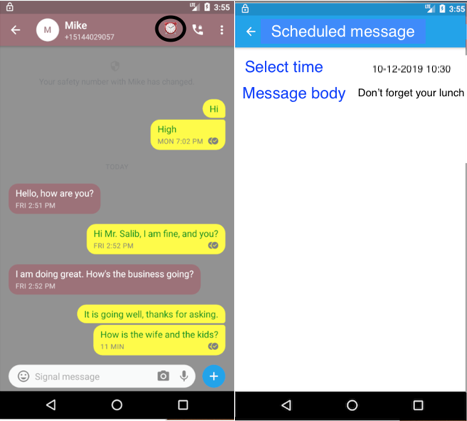 3:55
Mike
+15144029057
M
Your safety number with Mike has changed.
Hi
High
MON 7:02 PM
TODAY
Hello, how are you?
FRI 2:51 PM
Hi Mr. Salib, I am fine, and you?
FRI 2:52 PM
I am doing great. How's the business going?
FRI 2:52 PM
It is going well, thanks for asking.
How is the wife and the kids?
11 MIN
Signal message
+
3:55
Scheduled message
Select time
10-12-2019 10:30
Message body
Don't forget your lunch